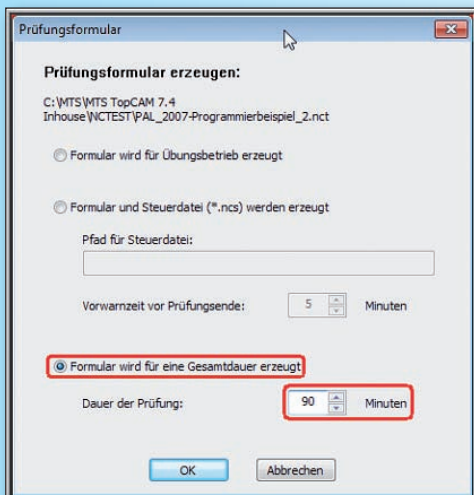 Prüfungsformular
Prüfungsformular erzeugen:
C:\MTS\MTS TopCAM 7.4
Inhouse\NCTEST\PAL_2007-Programmierbeispiel_2.nct
Formular wird für Übungsbetrieb erzeugt
Formular und Steuerdatei (*.ncs) werden erzeugt
Pfad für Steuerdatei:
Vorwarnzeit vor Prüfungsende: 5 Minuten
Formular wird für eine Gesamtdauer erzeugt
Dauer der Prüfung: 90 Minuten
OK Abbrechen